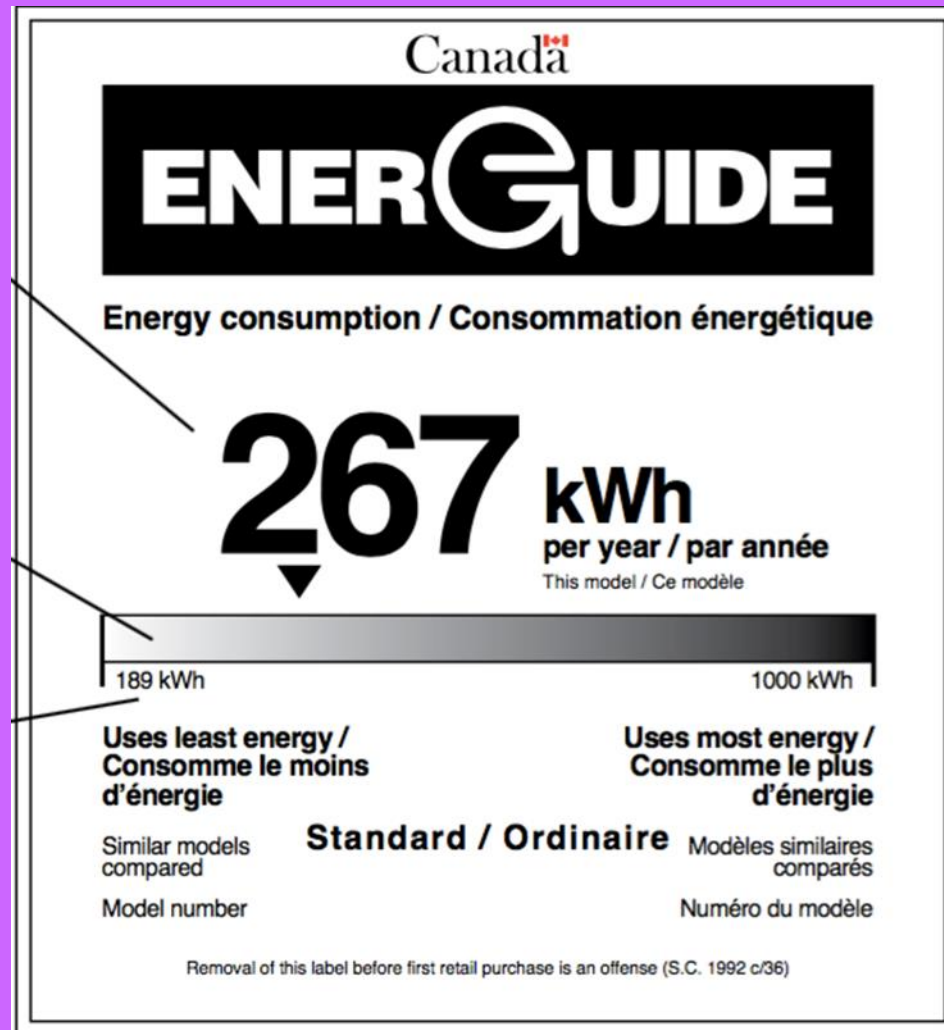 Canada
ENERGUIDE
Energy consumption / Consommation énergétique
267
kWh
per year / par année
This model / Ce modèle
189 kWh
1000 kWh
Uses least energy /
Consomme le moins
d'énergie
Uses most energy /
Consomme le plus
d'énergie
Similar models
compared
Standard / Ordinaire
Modèles similaires
comparés
Model number
Numéro du modèle
Removal of this label before first retail purchase is an offense (S.C. 1992 c/36)